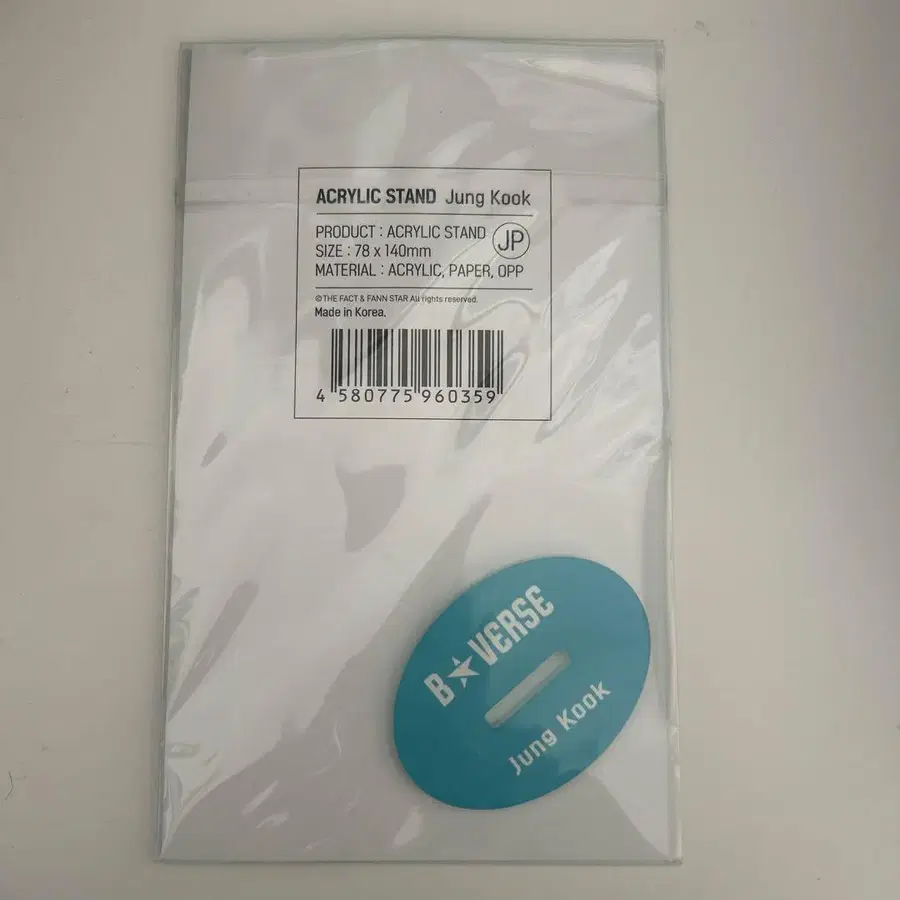 ACRYLIC STAND Jung Kook
PRODUCT : ACRYLIC STAND
JP
SIZE : 78 x 140mm
MATERIAL : ACRYLIC, PAPER, OPP
©THE FACT & FANN STAR All rights reserved.
Made in Korea.
4 580775 960359
B★VERSE
Jung Kook